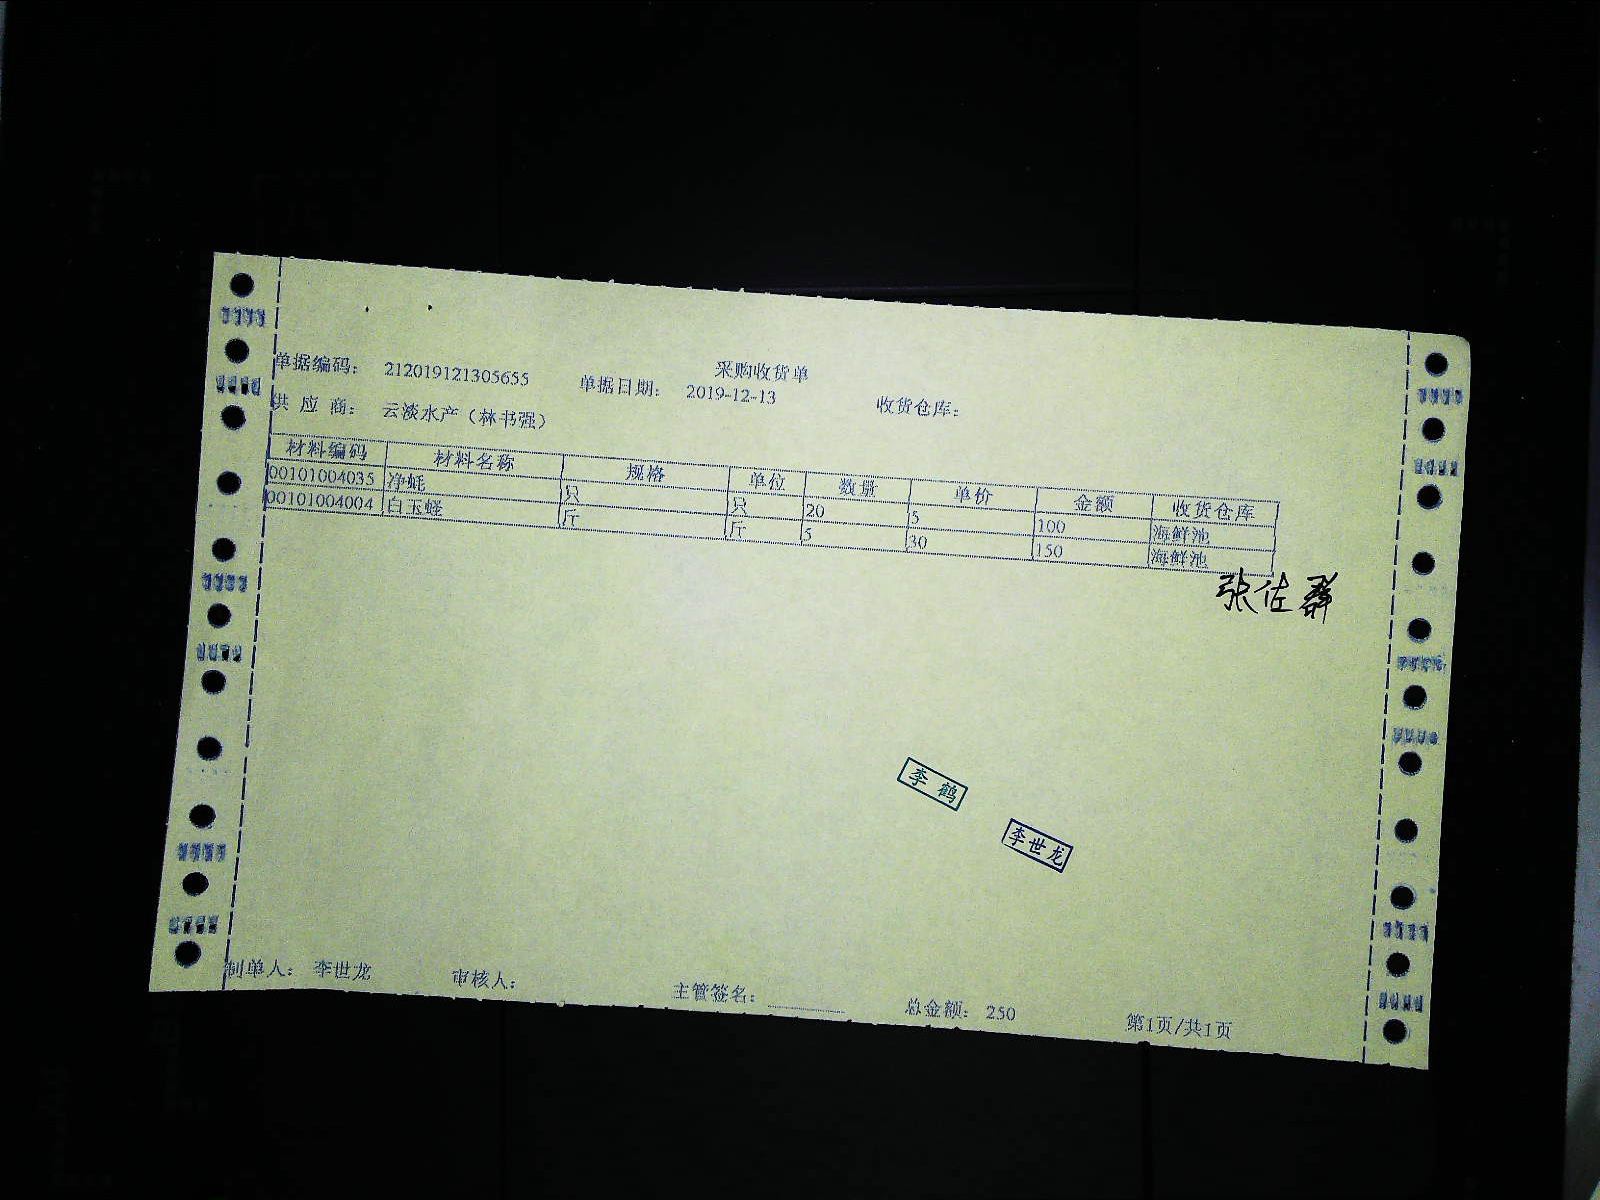 采购收货单
单据编码： 212019121305655 单据日期： 2019-12-13 收货仓库：
供 应 商： 云淡水产（林书强）
材料编码 材料名称 规格 单位 数量 单价 金额 收货仓库
00101004035 净蚝 只 只 20 5 100 海鲜池
00101004004 白玉蛏 斤 斤 5 30 150 海鲜池
张佐群
李鹤
李世龙
制单人： 李世龙 审核人： 主管签名： 总金额： 250 第1页/共1页